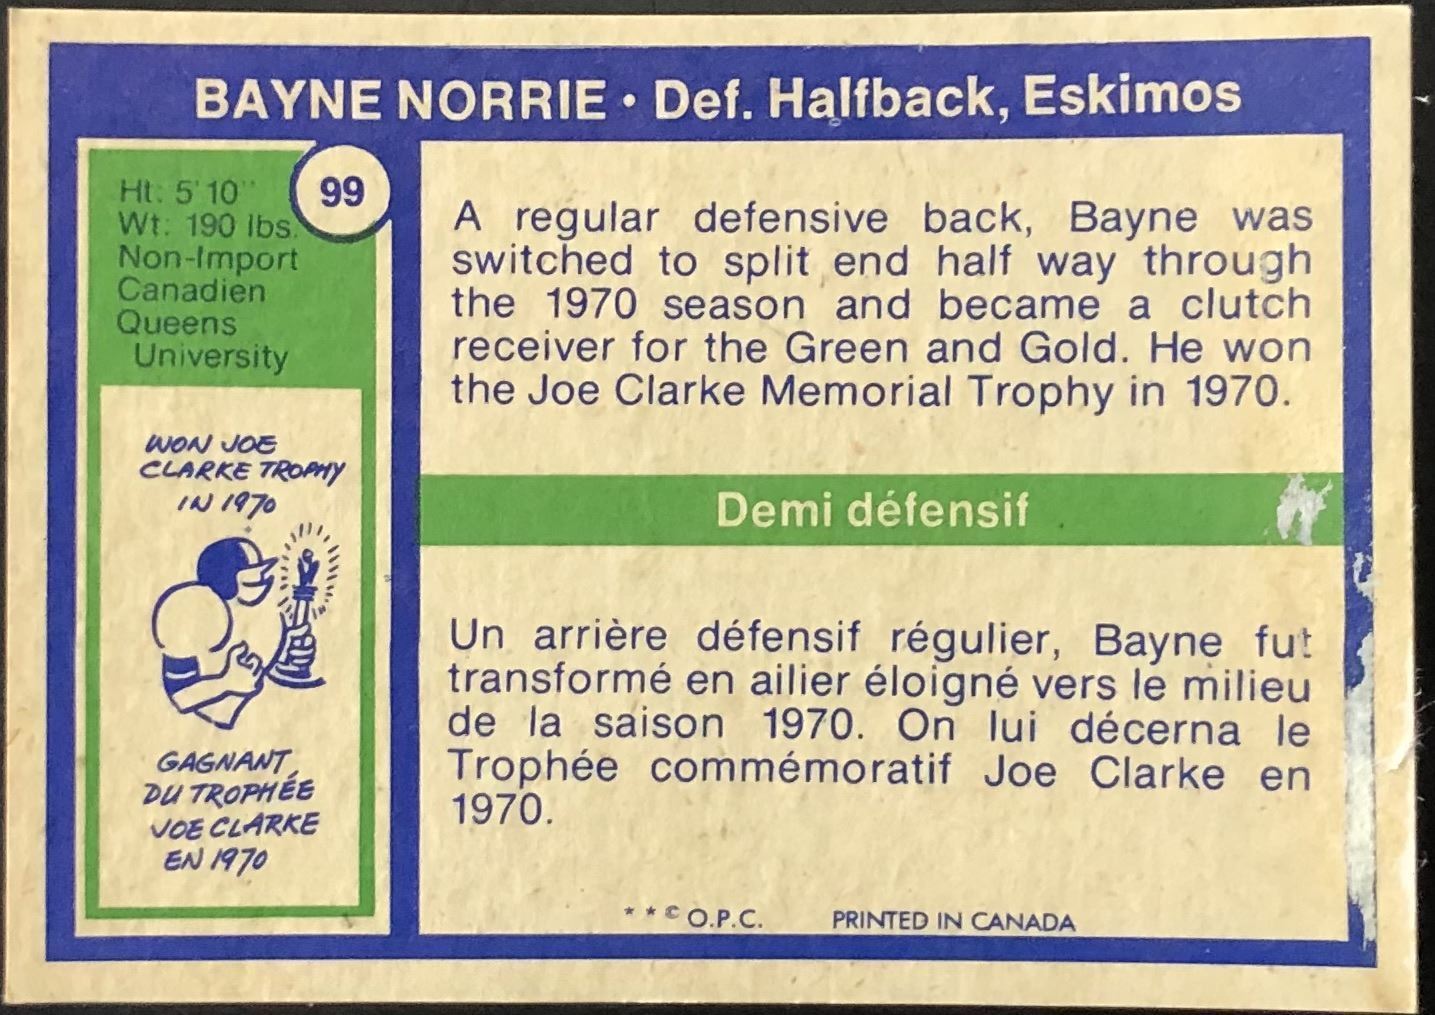 BAYNE NORRIE • Def. Halfback, Eskimos
99
Ht: 5'10"
Wt: 190 lbs.
Non-Import
Canadien
Queens
University
WON JOE
CLARKE TROPHY
IN 1970
GAGNANT
DU TROPHÉE
JOE CLARKE
EN 1970
A regular defensive back, Bayne was
switched to split end half way through
the 1970 season and became a clutch
receiver for the Green and Gold. He won
the Joe Clarke Memorial Trophy in 1970.
Demi défensif
Un arrière défensif régulier, Bayne fut
transformé en ailier éloigné vers le milieu
de la saison 1970. On lui décerna le
Trophée commémoratif Joe Clarke en
1970.
* * © O.P.C. PRINTED IN CANADA